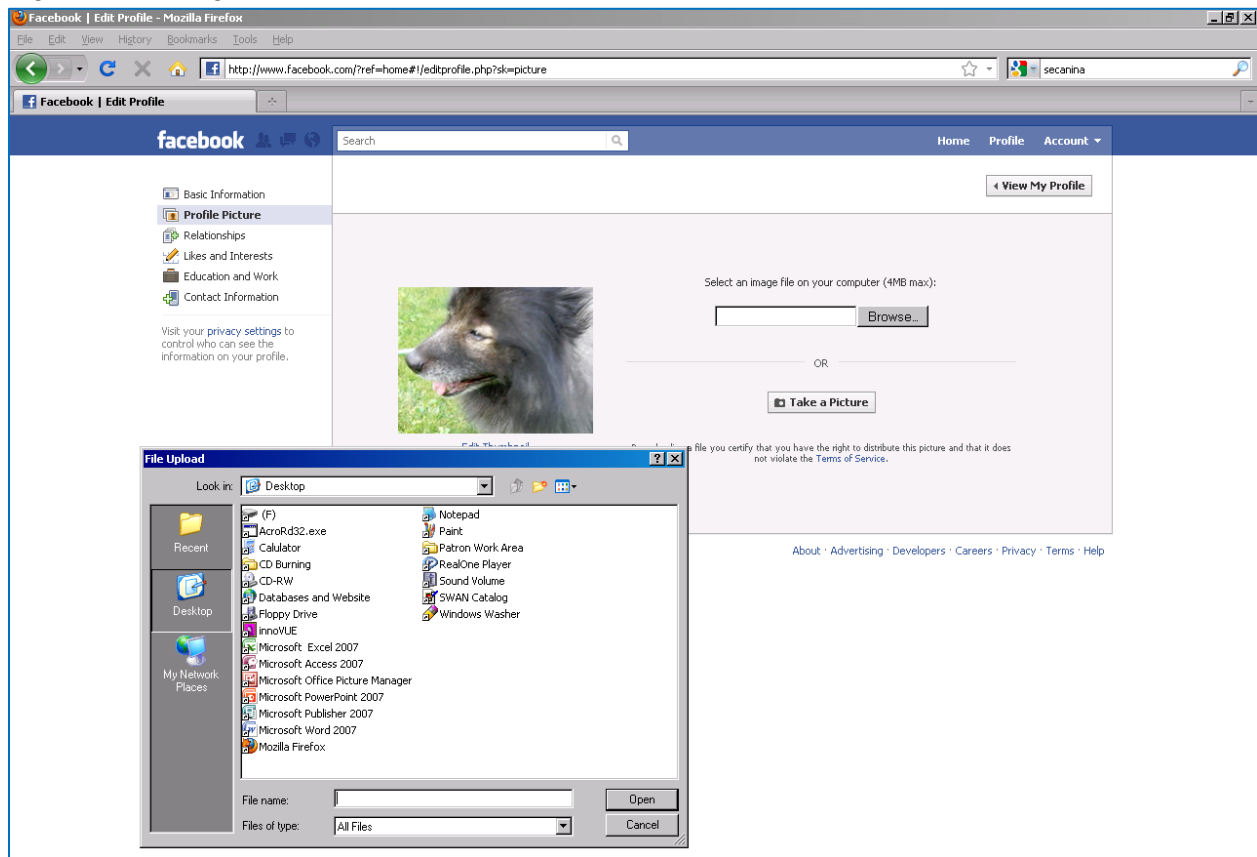 Facebook | Edit Profile - Mozilla Firefox
File Edit View History Bookmarks Tools Help
http://www.facebook.com/?ref=home#!/editprofile.php?sk=picture
secanina
Facebook | Edit Profile
facebook
Search
Home Profile Account
View My Profile
Basic Information
Profile Picture
Relationships
Likes and Interests
Education and Work
Contact Information
Visit your privacy settings to
control who can see the
information on your profile.
Select an image file on your computer (4MB max):
Browse...
OR
Take a Picture
file you certify that you have the right to distribute this picture and that it does
not violate the Terms of Service.
About · Advertising · Developers · Careers · Privacy · Terms · Help
File Upload
Look in:
Desktop
Recent
Desktop
My Network
Places
(F)
AcroRd32.exe
Calulator
CD Burning
CD-RW
Databases and Website
Floppy Drive
innoVUE
Microsoft Excel 2007
Microsoft Access 2007
Microsoft Office Picture Manager
Microsoft PowerPoint 2007
Microsoft Publisher 2007
Microsoft Word 2007
Mozilla Firefox
Notepad
Paint
Patron Work Area
RealOne Player
Sound Volume
SWAN Catalog
Windows Washer
File name:
Open
Files of type:
All Files
Cancel